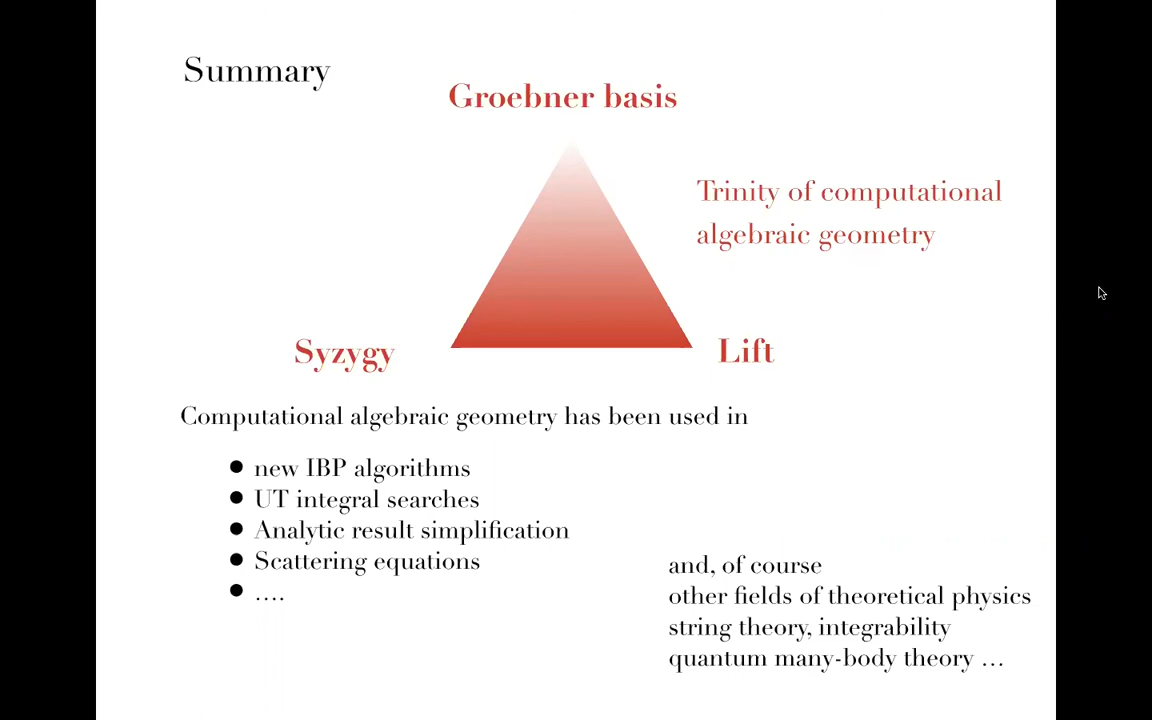 Summary
Groebner basis
Trinity of computational
algebraic geometry
Syzygy
Lift
Computational algebraic geometry has been used in
● new IBP algorithms
● UT integral searches
● Analytic result simplification
● Scattering equations
● ....
and, of course
other fields of theoretical physics
string theory, integrability
quantum many-body theory ...